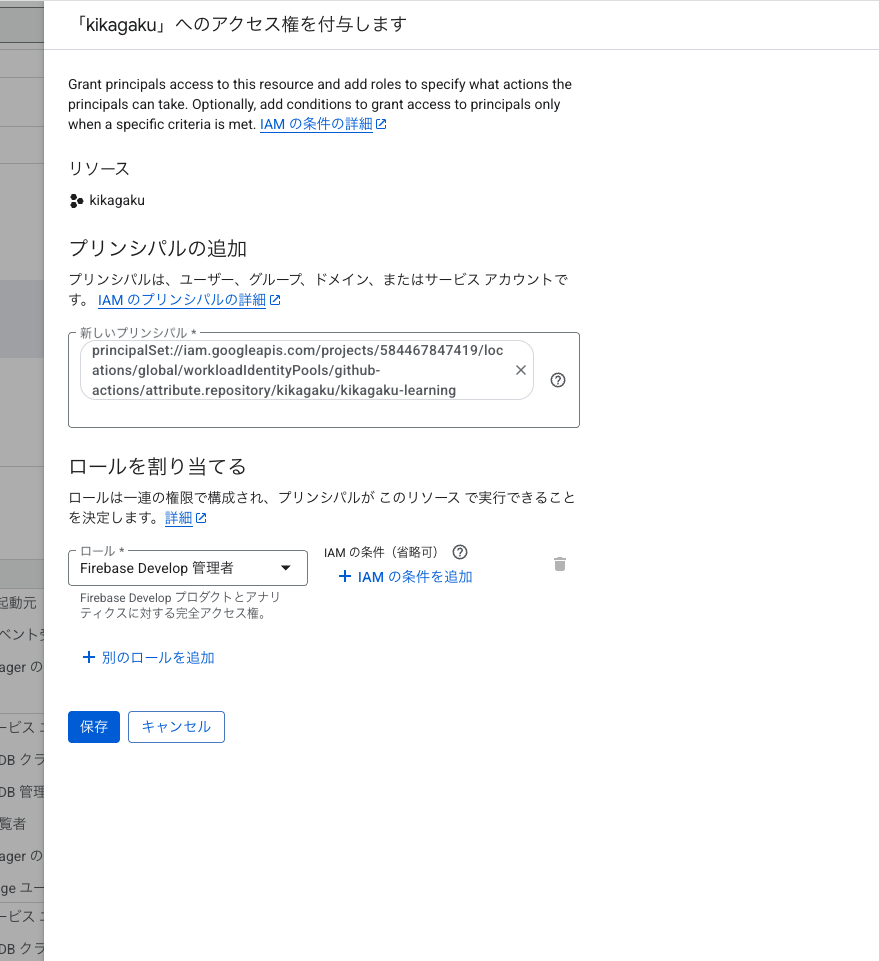 「kikagaku」へのアクセス権を付与します
Grant principals access to this resource and add roles to specify what actions the
principals can take. Optionally, add conditions to grant access to principals only
when a specific criteria is met. IAM の条件の詳細
リソース
kikagaku
プリンシパルの追加
プリンシパルは、ユーザー、グループ、ドメイン、またはサービス アカウントで
す。 IAM のプリンシパルの詳細
新しいプリンシパル *
principalSet://iam.googleapis.com/projects/584467847419/loc
ations/global/workloadIdentityPools/github-
actions/attribute.repository/kikagaku/kikagaku-learning
ロールを割り当てる
ロールは一連の権限で構成され、プリンシパルが このリソース で実行できること
を決定します。詳細
ロール *
IAM の条件（省略可）
Firebase Develop 管理者
IAM の条件を追加
Firebase Develop プロダクトとアナリ
ティクスに対する完全アクセス権。
別のロールを追加
保存
キャンセル
起動元
ベント
ager の
ービス
DB クラ
DB 管理
覧者
ager の
ge ユー
ービス
DB クラ